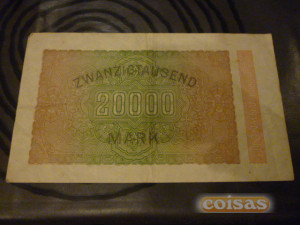 ZWANZIGTAUSEND
20000
MARK
coisas